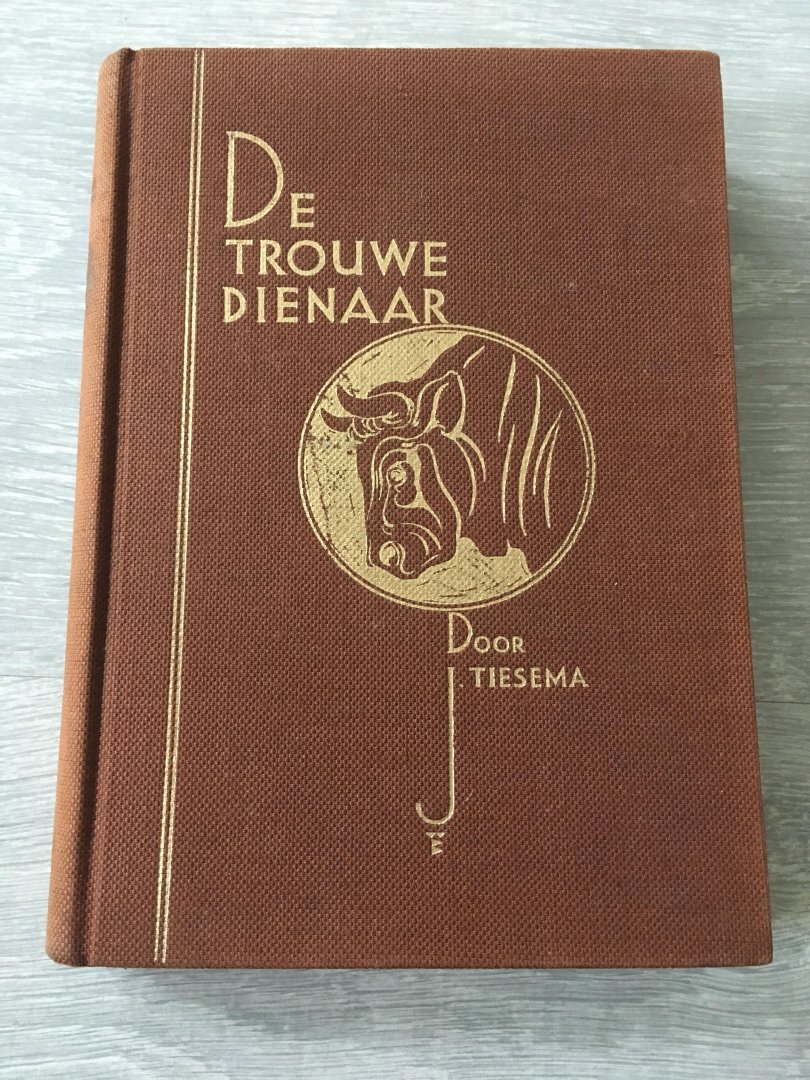 DE
TROUWE
DIENAAR
DOOR
J. TIESEMA